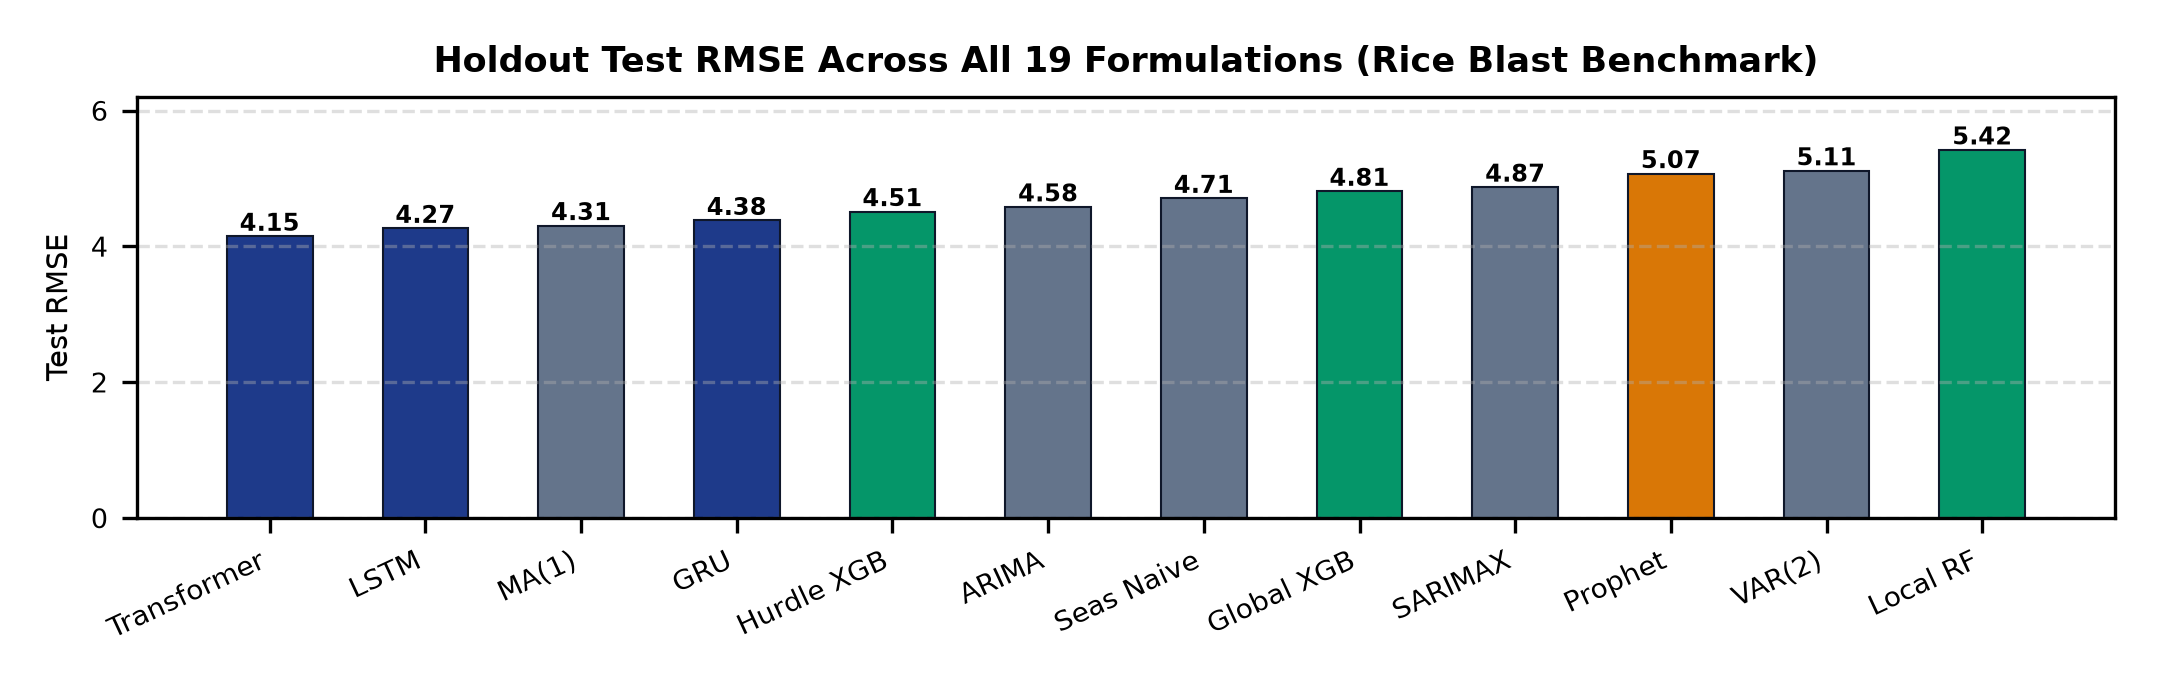 Holdout Test RMSE Across All 19 Formulations (Rice Blast Benchmark)
Test RMSE
6
4
2
0
4.15
4.27
4.31
4.38
4.51
4.58
4.71
4.81
4.87
5.07
5.11
5.42
Transformer
LSTM
MA(1)
GRU
Hurdle XGB
ARIMA
Seas Naive
Global XGB
SARIMAX
Prophet
VAR(2)
Local RF